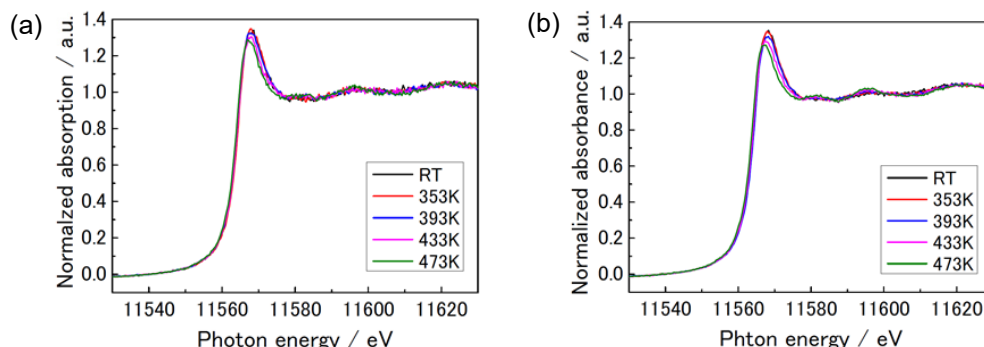 (a)
Normalized absorption / a.u.
1.4
1.2
1.0
0.8
0.6
0.4
0.2
0.0
RT
353K
393K
433K
473K
11540 11560 11580 11600 11620
Photon energy / eV
(b)
Normalized absorbance / a.u.
1.4
1.2
1.0
0.8
0.6
0.4
0.2
0.0
RT
353K
393K
433K
473K
11540 11560 11580 11600 11620
Phton energy / eV